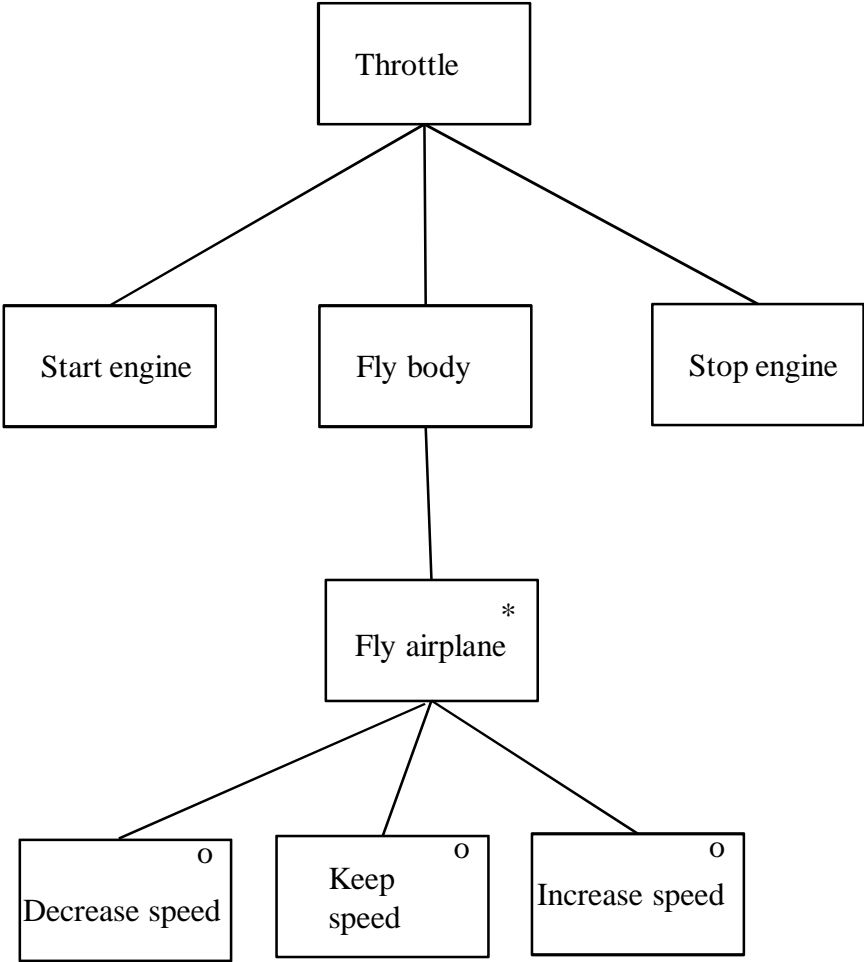 Throttle
Start engine
Fly body
Stop engine
*
Fly airplane
o
Decrease speed
o
Keep
speed
o
Increase speed